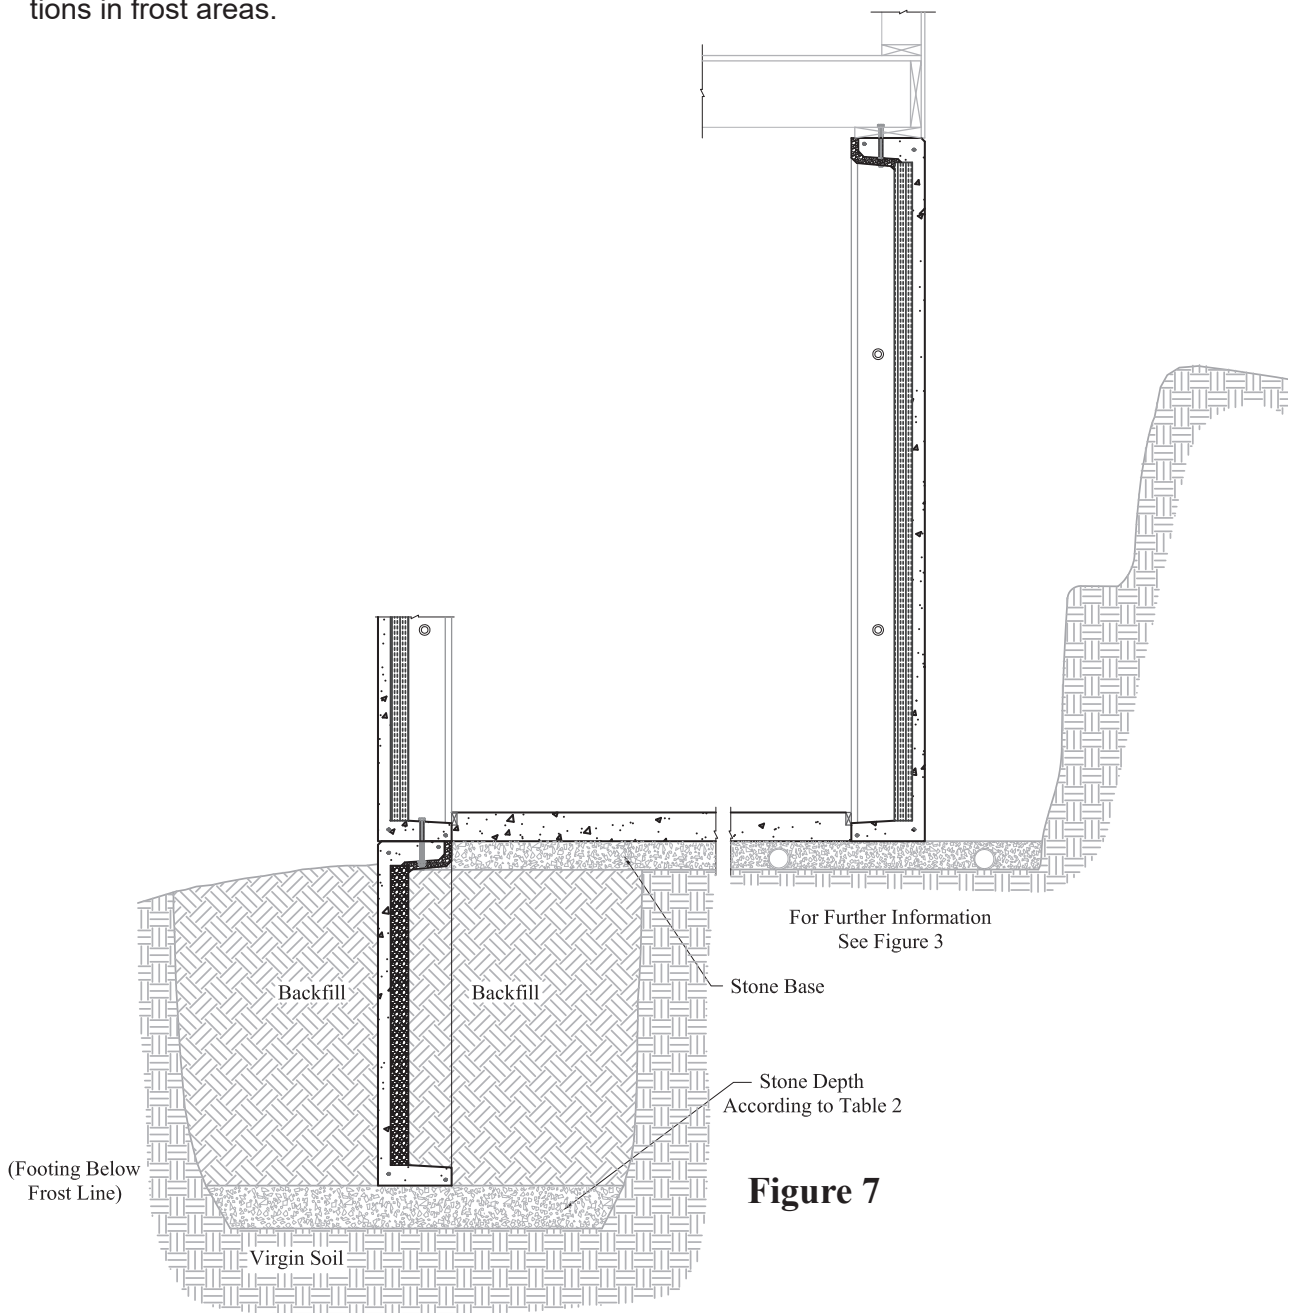 tions in frost areas.
For Further Information
See Figure 3
Backfill
Backfill
Stone Base
Stone Depth
According to Table 2
(Footing Below
Frost Line)
Figure 7
Virgin Soil